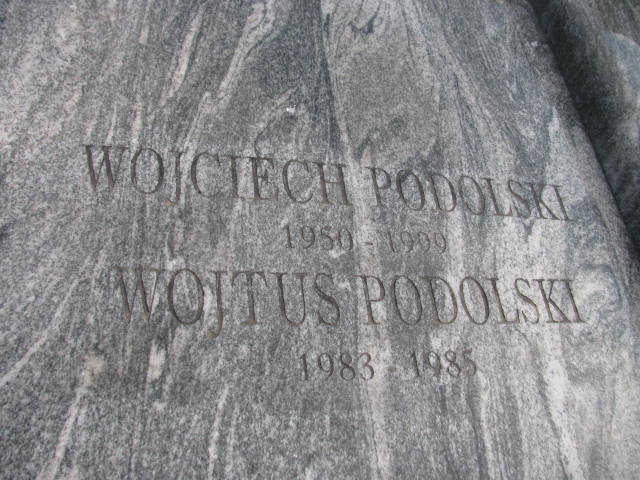 WOJCIECH PODOLSKI
1950 - 1999
WOJTUS PODOLSKI
1983 - 1985